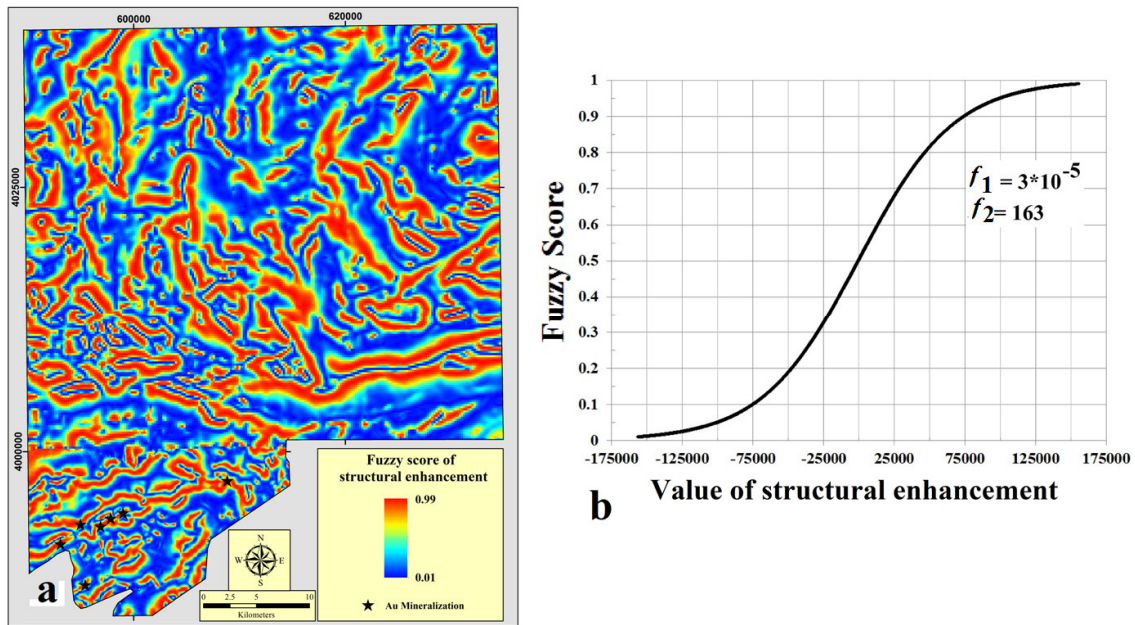 600000
620000
4025000
4000000
Fuzzy score of
structural enhancement
0.99
0.01
Au Mineralization
N
W
E
S
0
2.5
5
10
Kilometers
a
1
0.9
0.8
0.7
0.6
0.5
0.4
0.3
0.2
0.1
0
Fuzzy Score
f1 = 3*10^-5
f2= 163
-175000
-125000
-75000
-25000
25000
75000
125000
175000
Value of structural enhancement
b